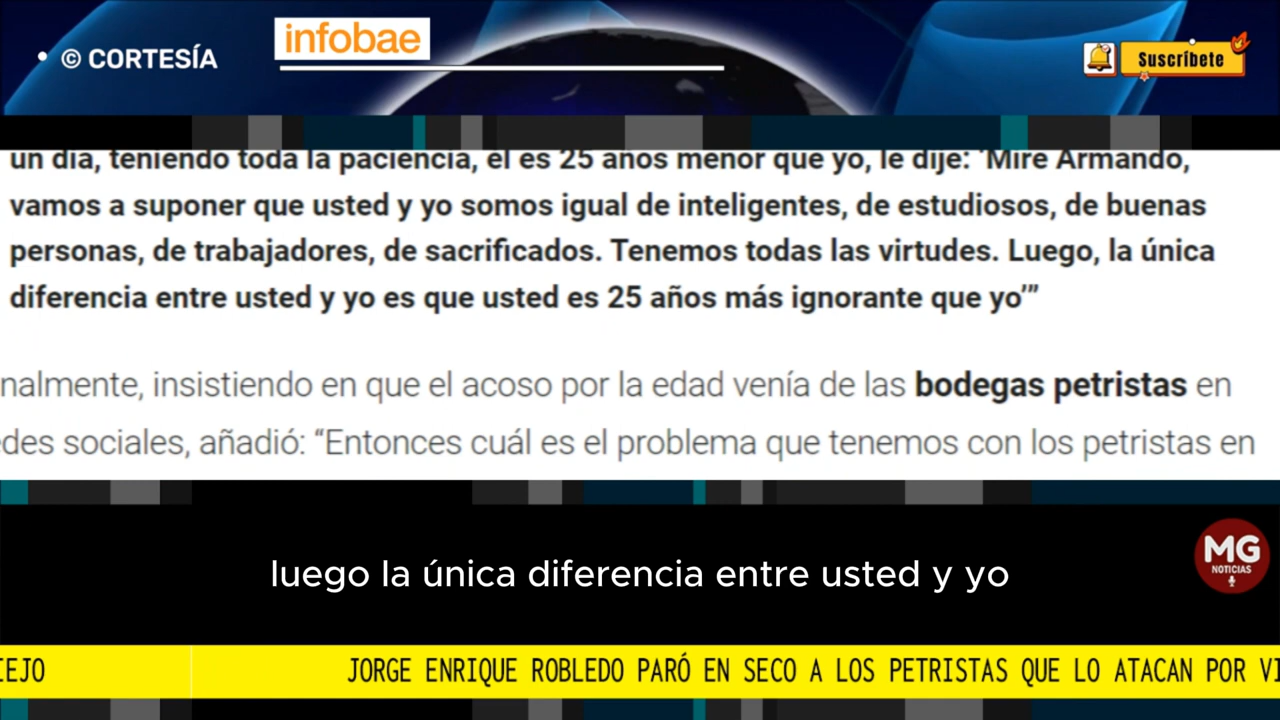 © CORTESÍA
infobae
Suscríbete
un día, teniendo toda la paciencia, él es 25 años menor que yo, le dije: ‘Mire Armando,
vamos a suponer que usted y yo somos igual de inteligentes, de estudiosos, de buenas
personas, de trabajadores, de sacrificados. Tenemos todas las virtudes. Luego, la única
diferencia entre usted y yo es que usted es 25 años más ignorante que yo’”
nalmente, insistiendo en que el acoso por la edad venía de las bodegas petristas en
edes sociales, añadió: “Entonces cuál es el problema que tenemos con los petristas en
luego la única diferencia entre usted y yo
MG
NOTICIAS
IEJO JORGE ENRIQUE ROBLEDO PARÓ EN SECO A LOS PETRISTAS QUE LO ATACAN POR VI